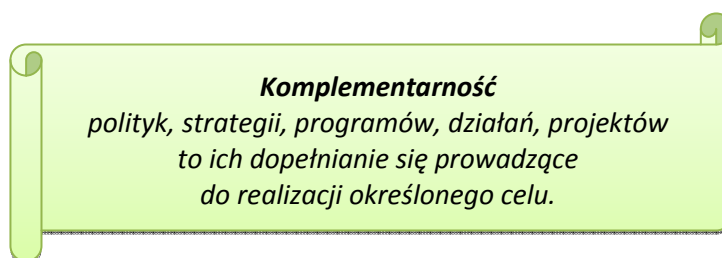 Komplementarność
polityk, strategii, programów, działań, projektów
to ich dopełnianie się prowadzące
do realizacji określonego celu.